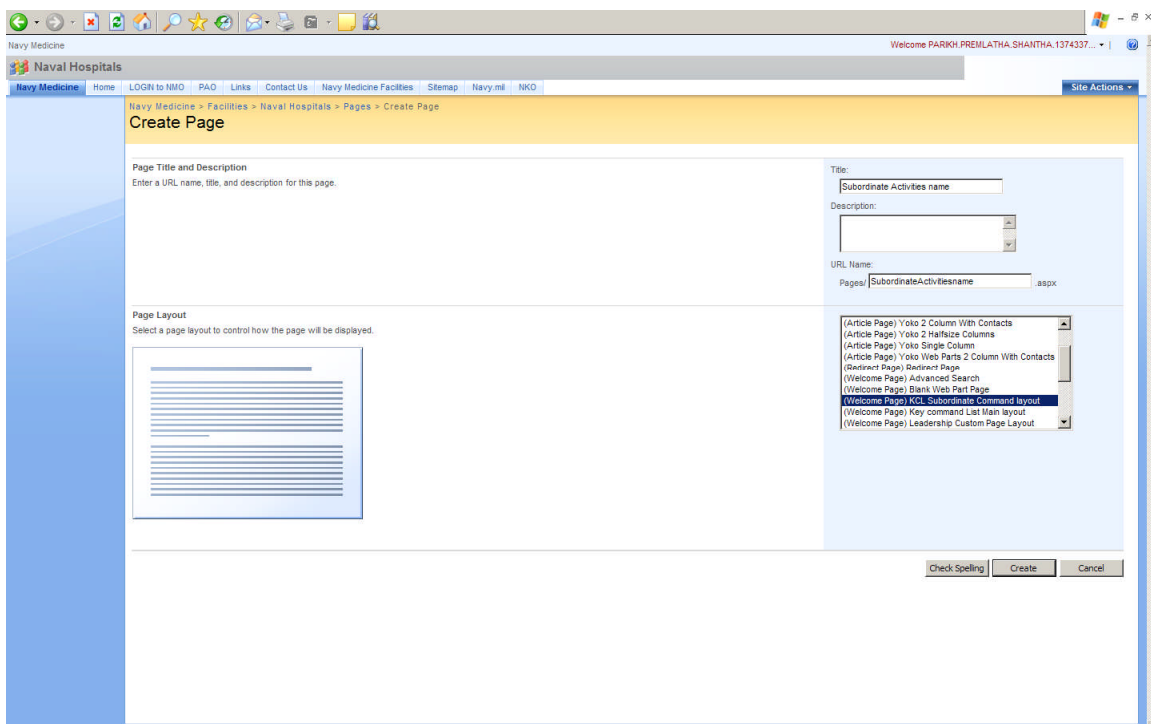 Navy Medicine
Welcome PARIKH.PREMLATHA.SHANTHA.1374337...
Naval Hospitals
Navy Medicine Home LOGIN to NMO PAO Links Contact Us Navy Medicine Facilities Sitemap Navy.mil NKO
Site Actions
Navy Medicine > Facilities > Naval Hospitals > Pages > Create Page
Create Page
Page Title and Description
Enter a URL name, title, and description for this page.
Title:
Subordinate Activities name
Description:
URL Name:
Pages/ SubordinateActivitiesname .aspx
Page Layout
Select a page layout to control how the page will be displayed.
(Article Page) Yoko 2 Column With Contacts
(Article Page) Yoko 2 Halfsize Columns
(Article Page) Yoko Single Column
(Article Page) Yoko Web Parts 2 Column With Contacts
(Redirect Page) Redirect Page
(Welcome Page) Advanced Search
(Welcome Page) Blank Web Part Page
(Welcome Page) KCL Subordinate Command layout
(Welcome Page) Key command List Main layout
(Welcome Page) Leadership Custom Page Layout
Check Spelling Create Cancel